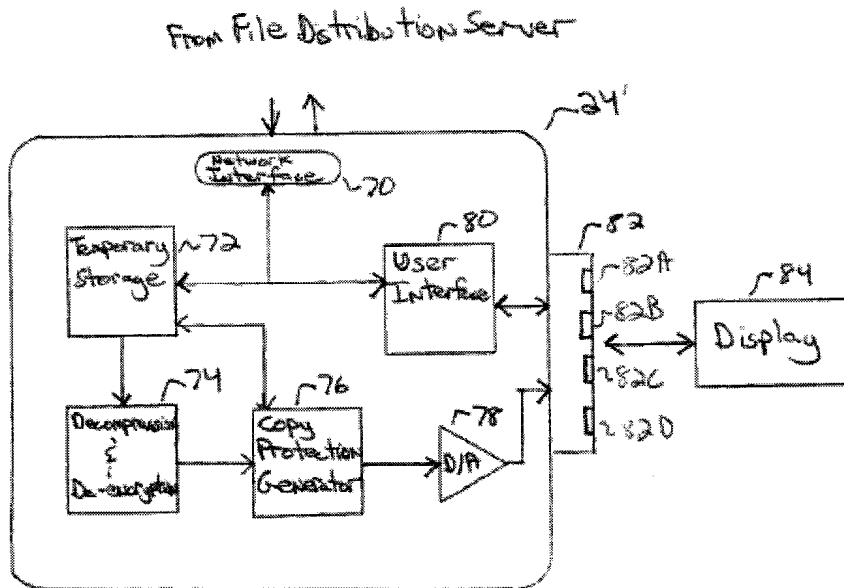 From File Distribution Server
24'
Network
Interface
70
Temporary
Storage
72
80
User
Interface
82
82A
82B
82C
82D
84
Display
74
Decompression
&
De-encryption
76
Copy
Protection
Generator
78
D/A